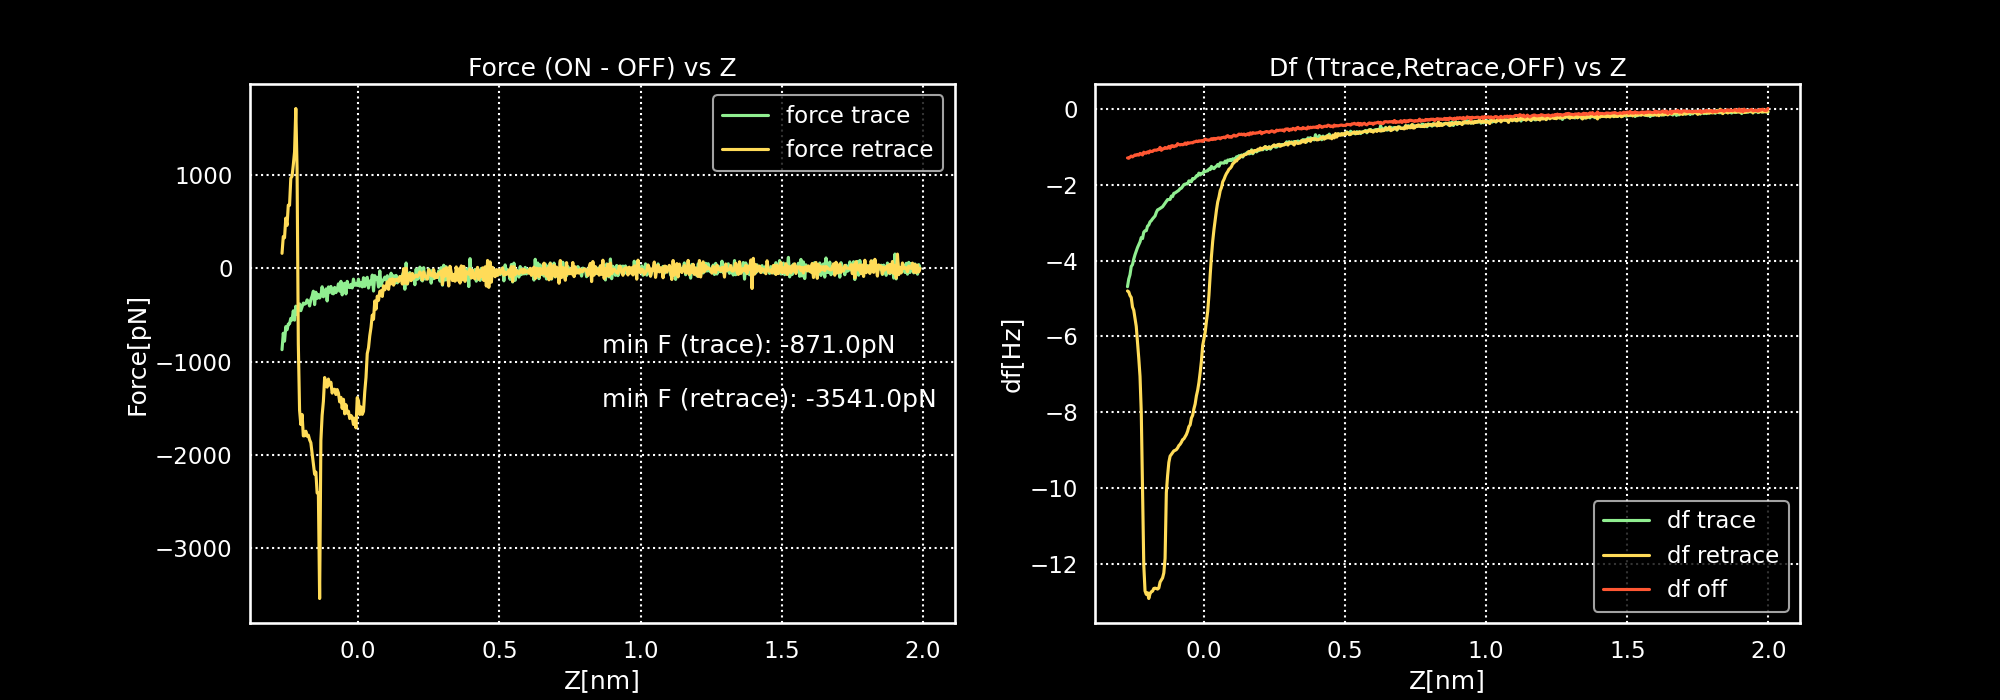 Force (ON - OFF) vs Z
force trace
force retrace
1000
0
−1000
−2000
−3000
Force[pN]
min F (trace): -871.0pN
min F (retrace): -3541.0pN
0.0 0.5 1.0 1.5 2.0
Z[nm]
Df (Ttrace,Retrace,OFF) vs Z
0
−2
−4
−6
−8
−10
−12
df[Hz]
df trace
df retrace
df off
0.0 0.5 1.0 1.5 2.0
Z[nm]